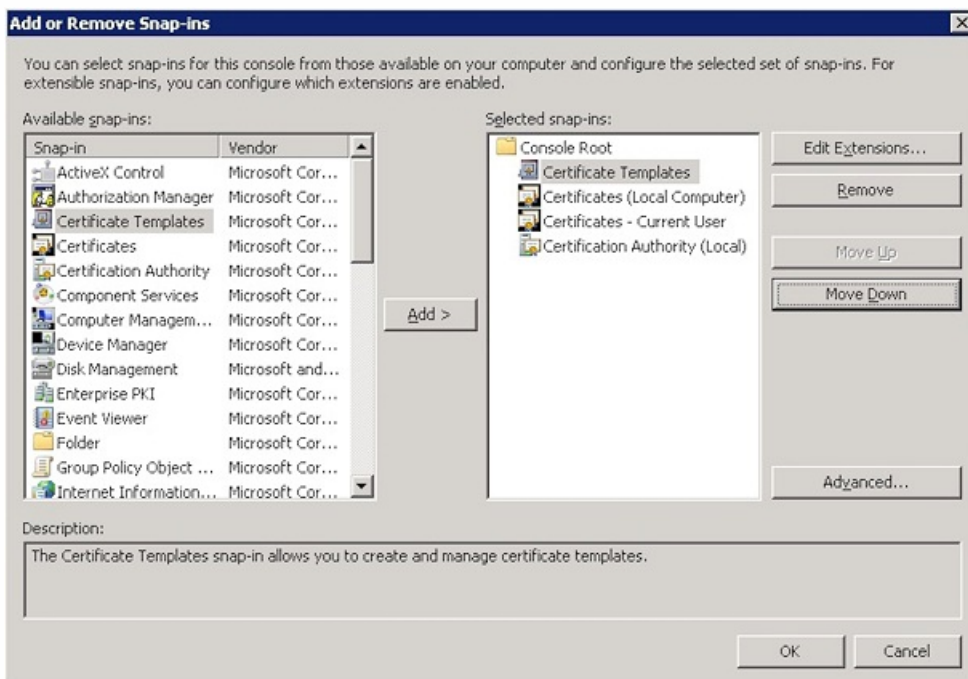 Add or Remove Snap-ins
You can select snap-ins for this console from those available on your computer and configure the selected set of snap-ins. For
extensible snap-ins, you can configure which extensions are enabled.
Available snap-ins:
Snap-in Vendor
ActiveX Control Microsoft Cor...
Authorization Manager Microsoft Cor...
Certificate Templates Microsoft Cor...
Certificates Microsoft Cor...
Certification Authority Microsoft Cor...
Component Services Microsoft Cor...
Computer Managem... Microsoft Cor...
Device Manager Microsoft Cor...
Disk Management Microsoft and...
Enterprise PKI Microsoft Cor...
Event Viewer Microsoft Cor...
Folder Microsoft Cor...
Group Policy Object ... Microsoft Cor...
Internet Information... Microsoft Cor...
Add >
Selected snap-ins:
Console Root
Certificate Templates
Certificates (Local Computer)
Certificates - Current User
Certification Authority (Local)
Edit Extensions...
Remove
Move Up
Move Down
Advanced...
Description:
The Certificate Templates snap-in allows you to create and manage certificate templates.
OK
Cancel